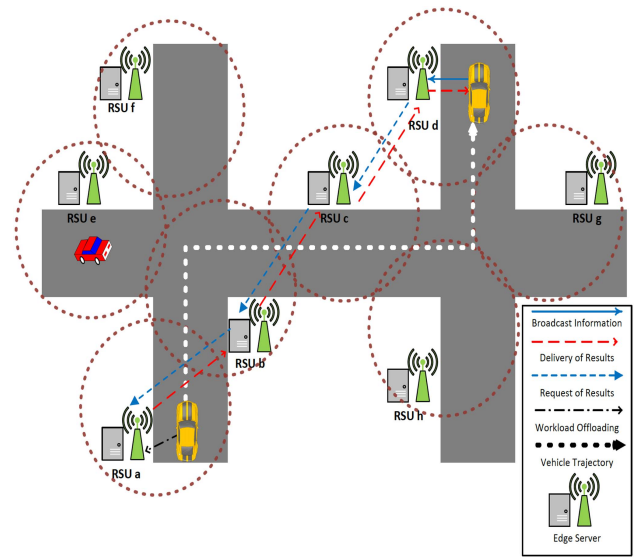 RSU f
RSU d
RSU e
RSU c
RSU g
RSU b
RSU h
RSU a
Broadcast Information
Delivery of Results
Request of Results
Workload Offloading
Vehicle Trajectory
Edge Server